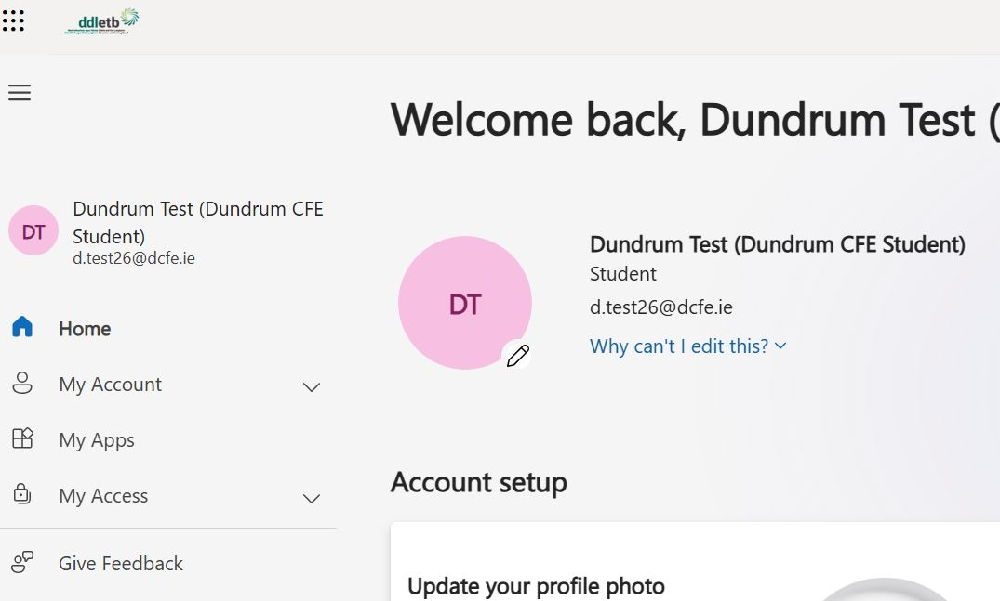 ddletb
Welcome back, Dundrum Test (
Dundrum Test (Dundrum CFE
Student)
d.test26@dcfe.ie
DT
Home
My Account
My Apps
My Access
Give Feedback
DT
Dundrum Test (Dundrum CFE Student)
Student
d.test26@dcfe.ie
Why can't I edit this?
Account setup
Update your profile photo